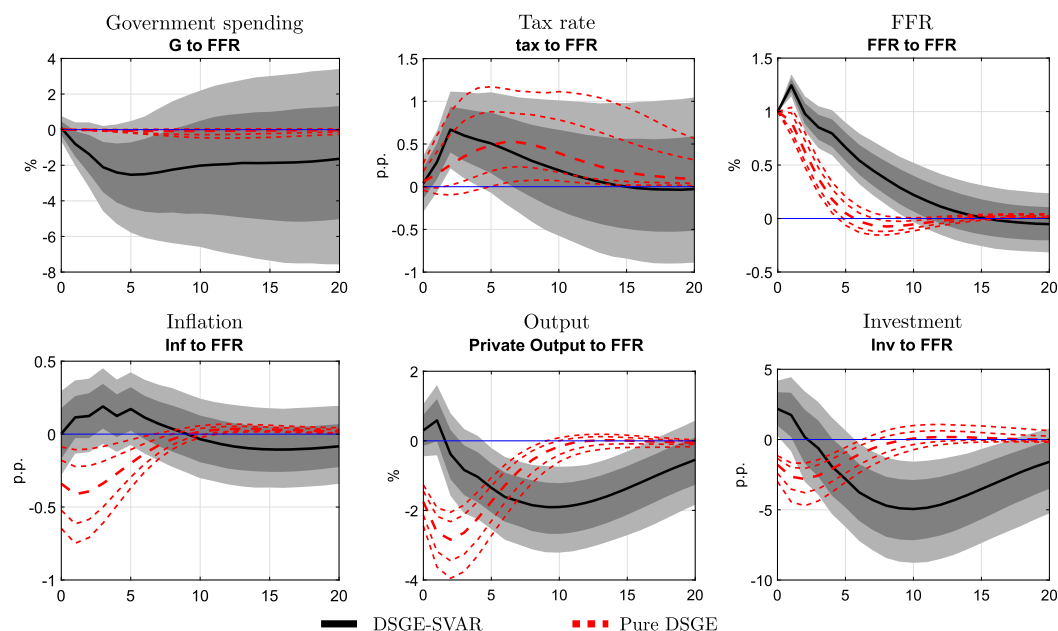 Government spending
G to FFR
%
4
2
0
-2
-4
-6
-8
0 5 10 15 20
Tax rate
tax to FFR
p.p.
1.5
1
0.5
0
-0.5
-1
0 5 10 15 20
FFR
FFR to FFR
%
1.5
1
0.5
0
-0.5
0 5 10 15 20
Inflation
Inf to FFR
p.p.
0.5
0
-0.5
-1
0 5 10 15 20
Output
Private Output to FFR
%
2
0
-2
-4
0 5 10 15 20
Investment
Inv to FFR
p.p.
5
0
-5
-10
0 5 10 15 20
DSGE-SVAR Pure DSGE